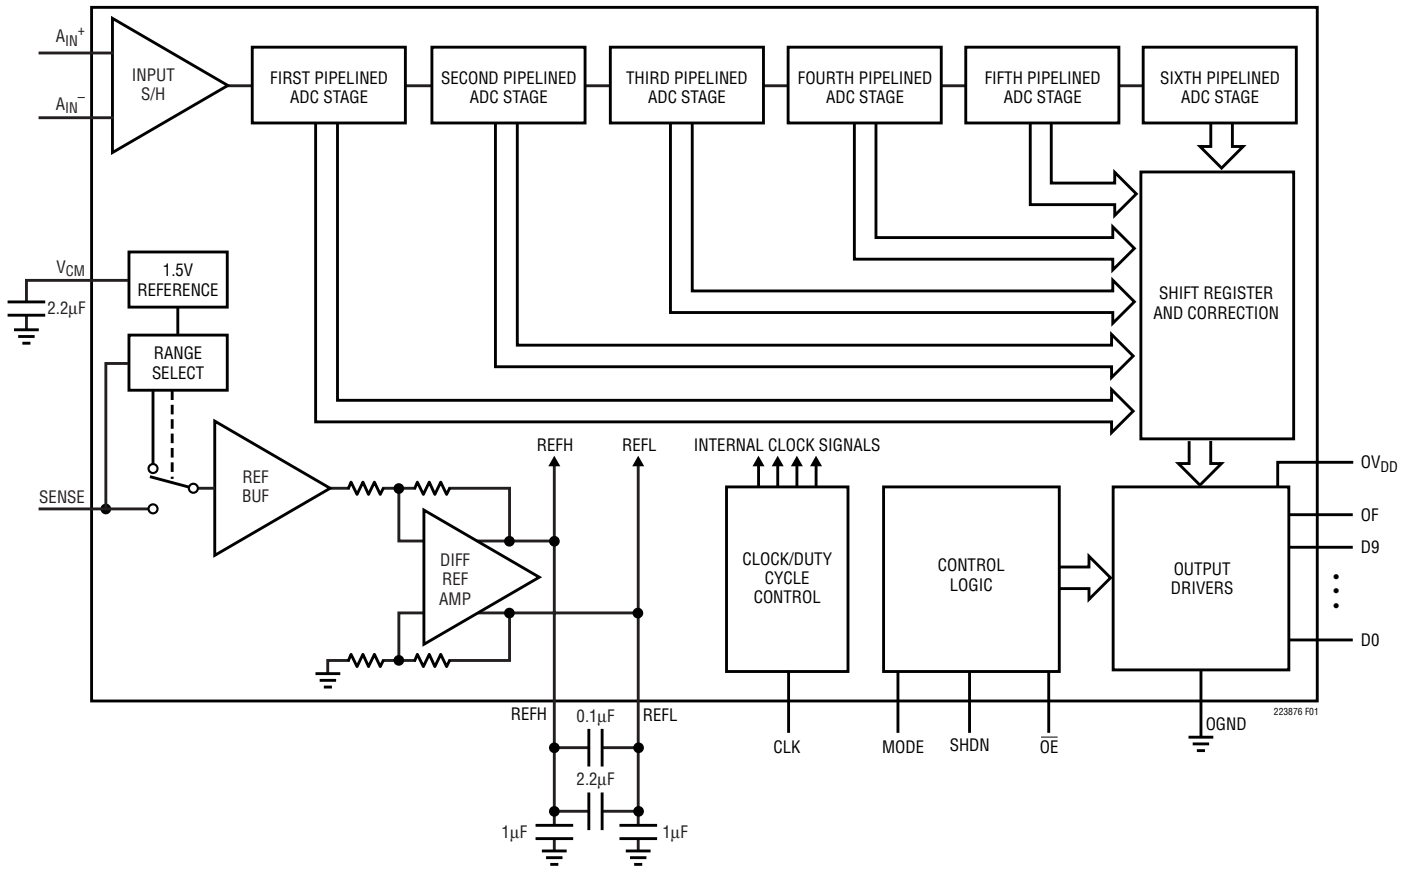 AIN+
AIN−
INPUT
S/H
FIRST PIPELINED
ADC STAGE
SECOND PIPELINED
ADC STAGE
THIRD PIPELINED
ADC STAGE
FOURTH PIPELINED
ADC STAGE
FIFTH PIPELINED
ADC STAGE
SIXTH PIPELINED
ADC STAGE
VCM
2.2µF
1.5V
REFERENCE
RANGE
SELECT
SHIFT REGISTER
AND CORRECTION
SENSE
REF
BUF
DIFF
REF
AMP
REFH
REFL
INTERNAL CLOCK SIGNALS
CLOCK/DUTY
CYCLE
CONTROL
CONTROL
LOGIC
OUTPUT
DRIVERS
OVDD
OF
D9
D0
REFH
0.1µF
REFL
2.2µF
1µF
1µF
CLK
MODE
SHDN
O̅E̅
OGND
223876 F01